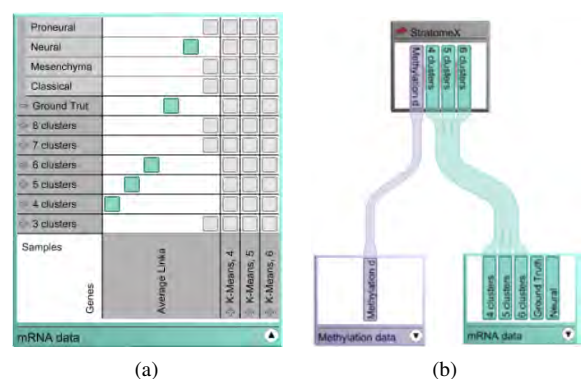 Proneural
Neural
Mesenchyma
Classical
Ground Trut
8 clusters
7 clusters
6 clusters
5 clusters
4 clusters
3 clusters
Samples
Genes
Average Linka
K-Means, 4
K-Means, 5
K-Means, 6
mRNA data
(a)
StratomeX
Methylation d
4 clusters
5 clusters
6 clusters
Methylation d
Methylation data
4 clusters
5 clusters
6 clusters
Ground Truth
Neural
mRNA data
(b)